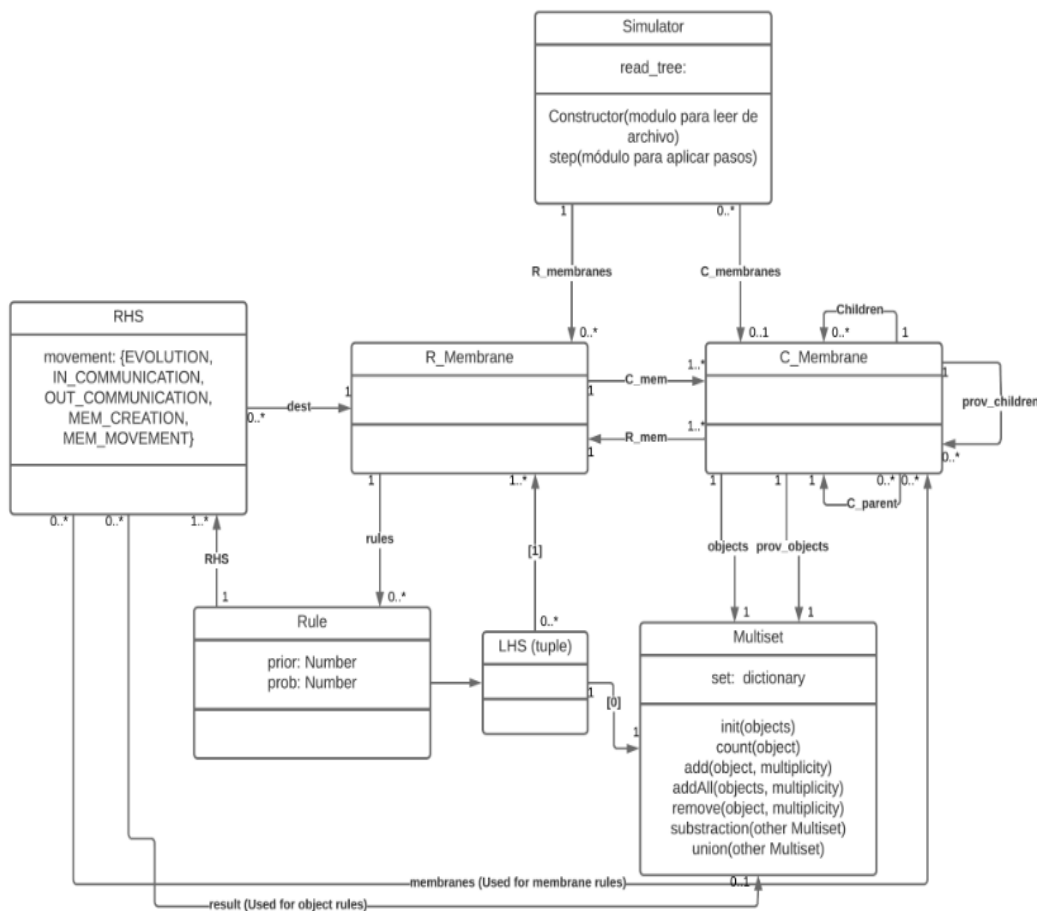 Simulator
read_tree:
Constructor(modulo para leer de
archivo)
step(módulo para aplicar pasos)
1
0..*
R_membranes
C_membranes
0..*
0..1
Children
0..*
1
RHS
movement: {EVOLUTION,
IN_COMMUNICATION,
OUT_COMMUNICATION,
MEM_CREATION,
MEM_MOVEMENT}
0..*
dest
1
R_Membrane
1
C_mem
1..*
C_Membrane
1
prov_children
0..*
1..*
R_mem
1
0..*
0..*
1..*
1
1..*
1
1
1
0..*
0..*
C_parent
RHS
rules
[1]
objects
prov_objects
1
0..*
0..*
1
1
Rule
prior: Number
prob: Number
LHS (tuple)
1
[0]
1
Multiset
set: dictionary
init(objects)
count(object)
add(object, multiplicity)
addAll(objects, multiplicity)
remove(object, multiplicity)
substraction(other Multiset)
union(other Multiset)
0..1
membranes (Used for membrane rules)
result (Used for object rules)